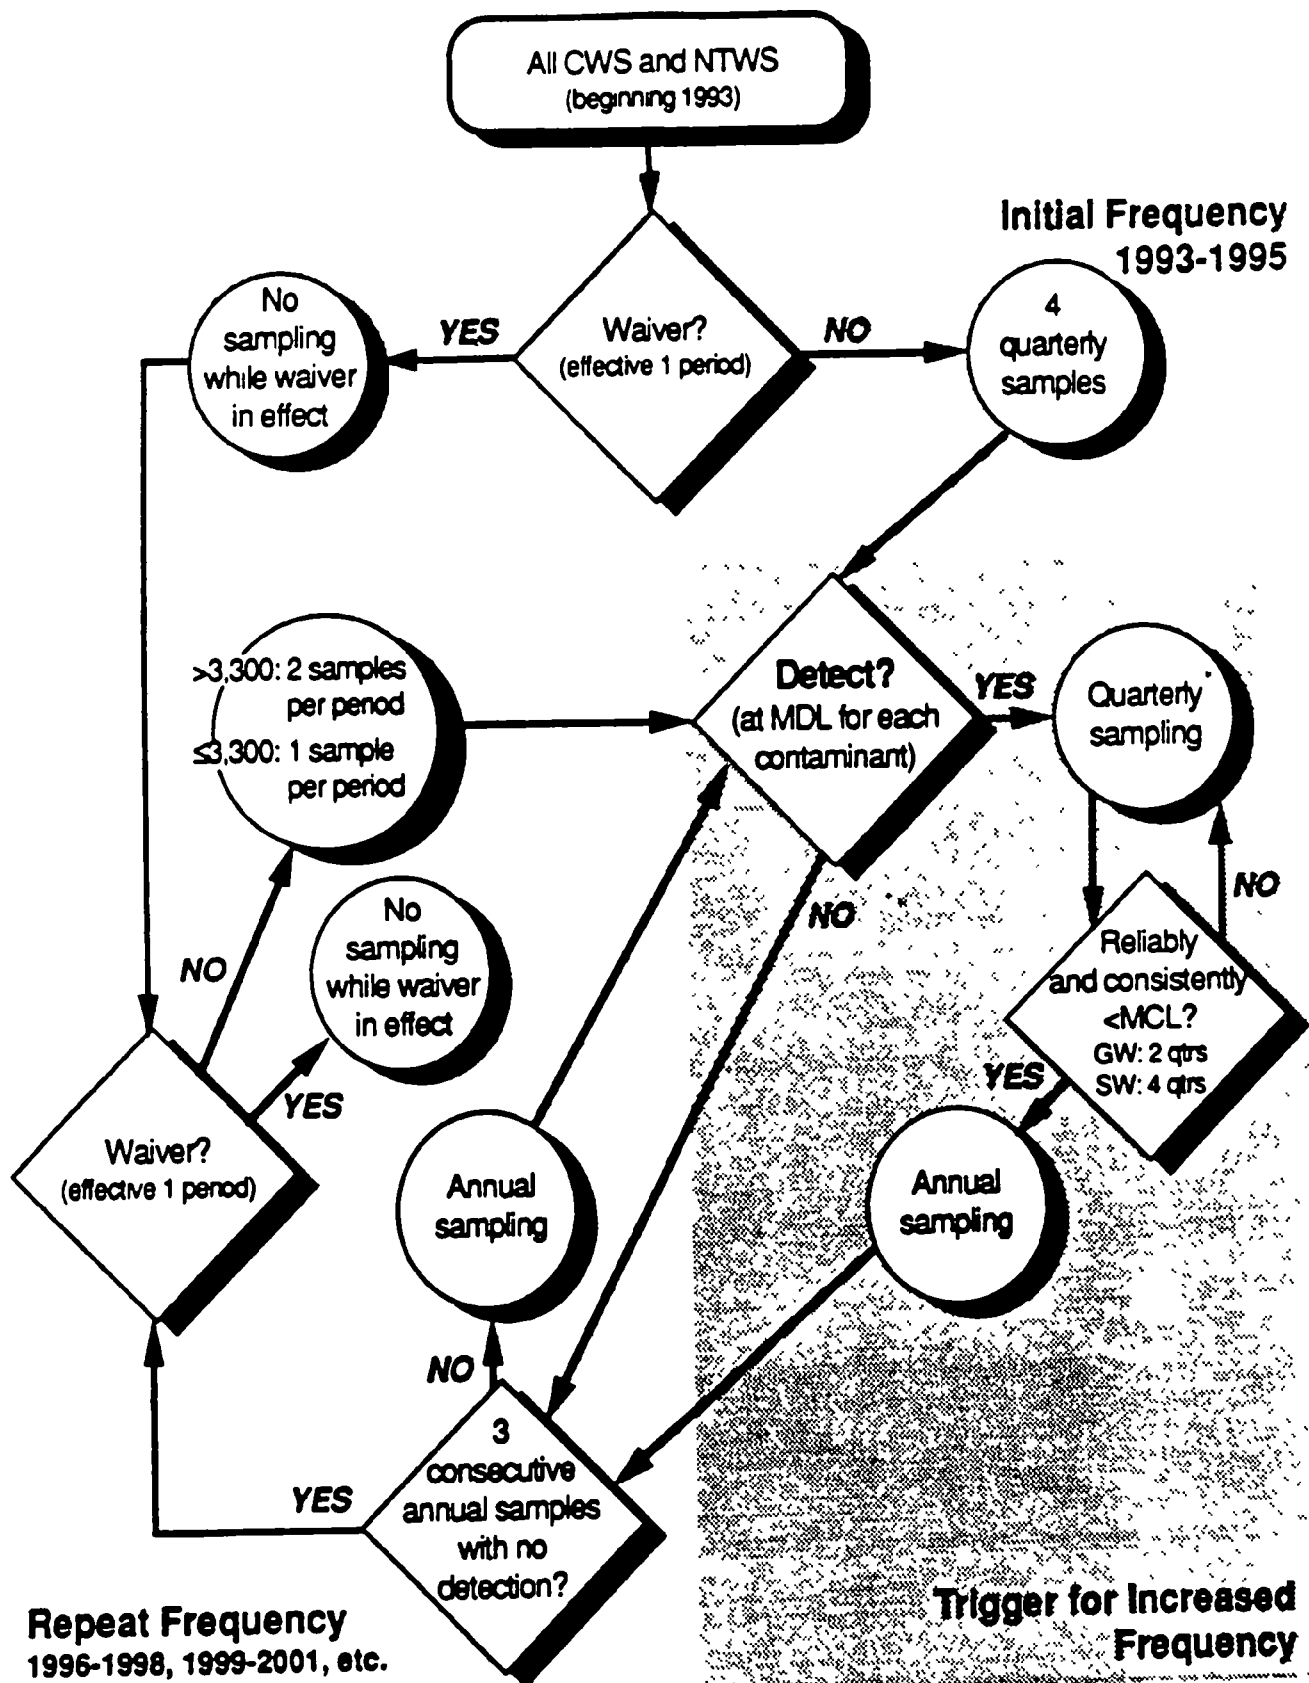 All CWS and NTWS
(beginning 1993)
Initial Frequency
1993-1995
No
sampling
while waiver
in effect
YES
Waiver?
(effective 1 period)
NO
4
quarterly
samples
>3,300: 2 samples
per period
≤3,300: 1 sample
per period
Detect?
(at MDL for each
contaminant)
YES
Quarterly
sampling
NO
NO
Reliably
and consistently
<MCL?
GW: 2 qtrs
SW: 4 qtrs
YES
NO
No
sampling
while waiver
in effect
YES
Waiver?
(effective 1 period)
Annual
sampling
Annual
sampling
NO
3
consecutive
annual samples
with no
detection?
YES
Repeat Frequency
1996-1998, 1999-2001, etc.
Trigger for Increased
Frequency